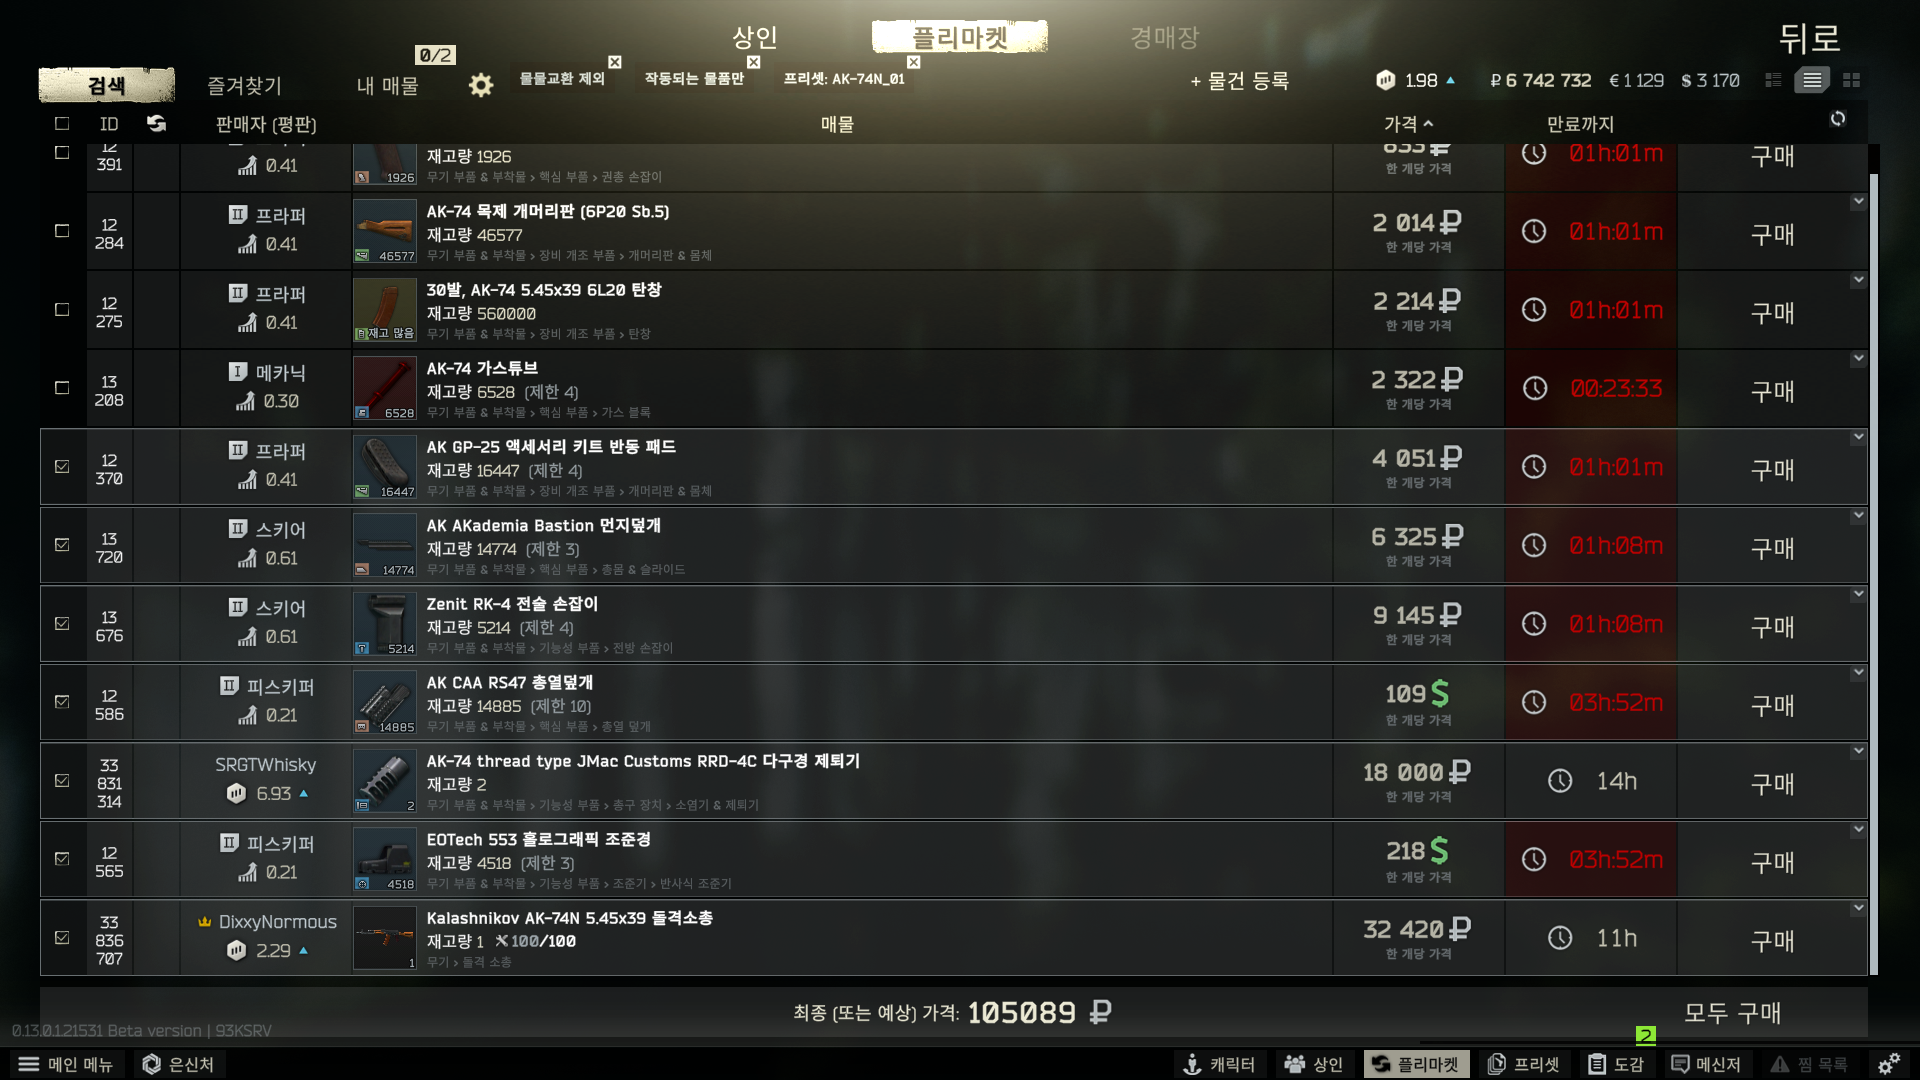 상인
플리마켓
경매장
뒤로
검색
즐겨찾기
내 매물
0/2
물물교환 제외
작동되는 물품만
프리셋: AK-74N_01
+ 물건 등록
1.98
₽ 6 742 732
€ 1 129
$ 3 170
ID
판매자 (평판)
매물
가격
만료까지
12
391
0.41
1926
재고량 1926
무기 부품 & 부착물 › 핵심 부품 › 권총 손잡이
833₽
한 개당 가격
01h:01m
구매
12
284
II 프라퍼
0.41
46577
AK-74 목제 개머리판 (6P20 Sb.5)
재고량 46577
무기 부품 & 부착물 › 장비 개조 부품 › 개머리판 & 몸체
2 014₽
한 개당 가격
01h:01m
구매
12
275
II 프라퍼
0.41
재고 많음
30발, AK-74 5.45x39 6L20 탄창
재고량 560000
무기 부품 & 부착물 › 장비 개조 부품 › 탄창
2 214₽
한 개당 가격
01h:01m
구매
13
208
I 메카닉
0.30
6528
AK-74 가스튜브
재고량 6528 (제한 4)
무기 부품 & 부착물 › 핵심 부품 › 가스 블록
2 322₽
한 개당 가격
00:23:33
구매
12
370
II 프라퍼
0.41
16447
AK GP-25 액세서리 키트 반동 패드
재고량 16447 (제한 4)
무기 부품 & 부착물 › 장비 개조 부품 › 개머리판 & 몸체
4 051₽
한 개당 가격
01h:01m
구매
13
720
II 스키어
0.61
14774
AK AKademia Bastion 먼지덮개
재고량 14774 (제한 3)
무기 부품 & 부착물 › 핵심 부품 › 총몸 & 슬라이드
6 325₽
한 개당 가격
01h:08m
구매
13
676
II 스키어
0.61
5214
Zenit RK-4 전술 손잡이
재고량 5214 (제한 4)
무기 부품 & 부착물 › 기능성 부품 › 전방 손잡이
9 145₽
한 개당 가격
01h:08m
구매
12
586
II 피스키퍼
0.21
14885
AK CAA RS47 총열덮개
재고량 14885 (제한 10)
무기 부품 & 부착물 › 핵심 부품 › 총열 덮개
109$
한 개당 가격
03h:52m
구매
33
831
314
SRGTWhisky
6.93
2
AK-74 thread type JMac Customs RRD-4C 다구경 제퇴기
재고량 2
무기 부품 & 부착물 › 기능성 부품 › 총구 장치 › 소염기 & 제퇴기
18 000₽
한 개당 가격
14h
구매
12
565
II 피스키퍼
0.21
4518
EOTech 553 홀로그래픽 조준경
재고량 4518 (제한 3)
무기 부품 & 부착물 › 기능성 부품 › 조준기 › 반사식 조준기
218$
한 개당 가격
03h:52m
구매
33
836
707
DixxyNormous
2.29
1
Kalashnikov AK-74N 5.45x39 돌격소총
재고량 1 100/100
무기 › 돌격 소총
32 420₽
한 개당 가격
11h
구매
최종 (또는 예상) 가격: 105089 ₽
모두 구매
0.13.0.1.21531 Beta version | 93KSRV
2
메인 메뉴
은신처
캐릭터
상인
플리마켓
프리셋
도감
메신저
찜 목록